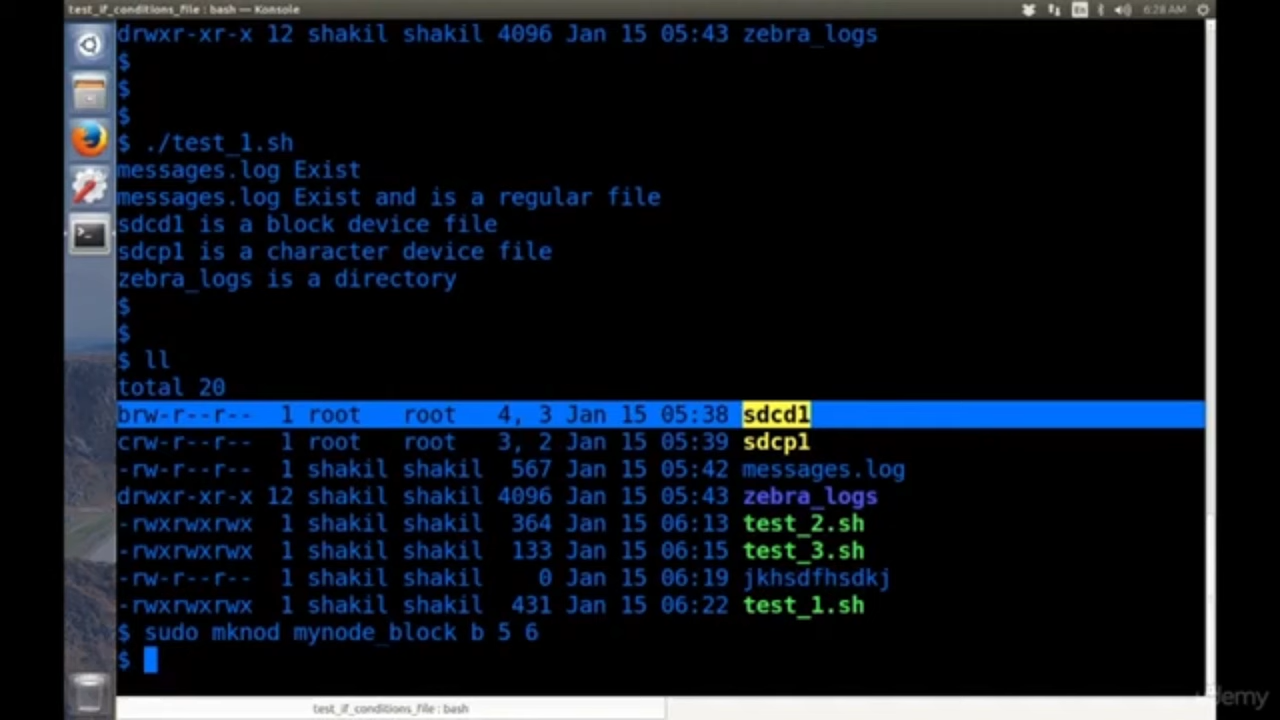 test_if_conditions_file : bash — Konsole
En
6:28 AM
drwxr-xr-x 12 shakil shakil 4096 Jan 15 05:43 zebra_logs
$
$
$
$ ./test_1.sh
messages.log Exist
messages.log Exist and is a regular file
sdcd1 is a block device file
sdcp1 is a character device file
zebra_logs is a directory
$
$
$ ll
total 20
brw-r--r-- 1 root root 4, 3 Jan 15 05:38 sdcd1
crw-r--r-- 1 root root 3, 2 Jan 15 05:39 sdcp1
-rw-r--r-- 1 shakil shakil 567 Jan 15 05:42 messages.log
drwxr-xr-x 12 shakil shakil 4096 Jan 15 05:43 zebra_logs
-rwxrwxrwx 1 shakil shakil 364 Jan 15 06:13 test_2.sh
-rwxrwxrwx 1 shakil shakil 133 Jan 15 06:15 test_3.sh
-rw-r--r-- 1 shakil shakil 0 Jan 15 06:19 jkhsdfhsdkj
-rwxrwxrwx 1 shakil shakil 431 Jan 15 06:22 test_1.sh
$ sudo mknod mynode_block b 5 6
$
test_if_conditions_file : bash
udemy